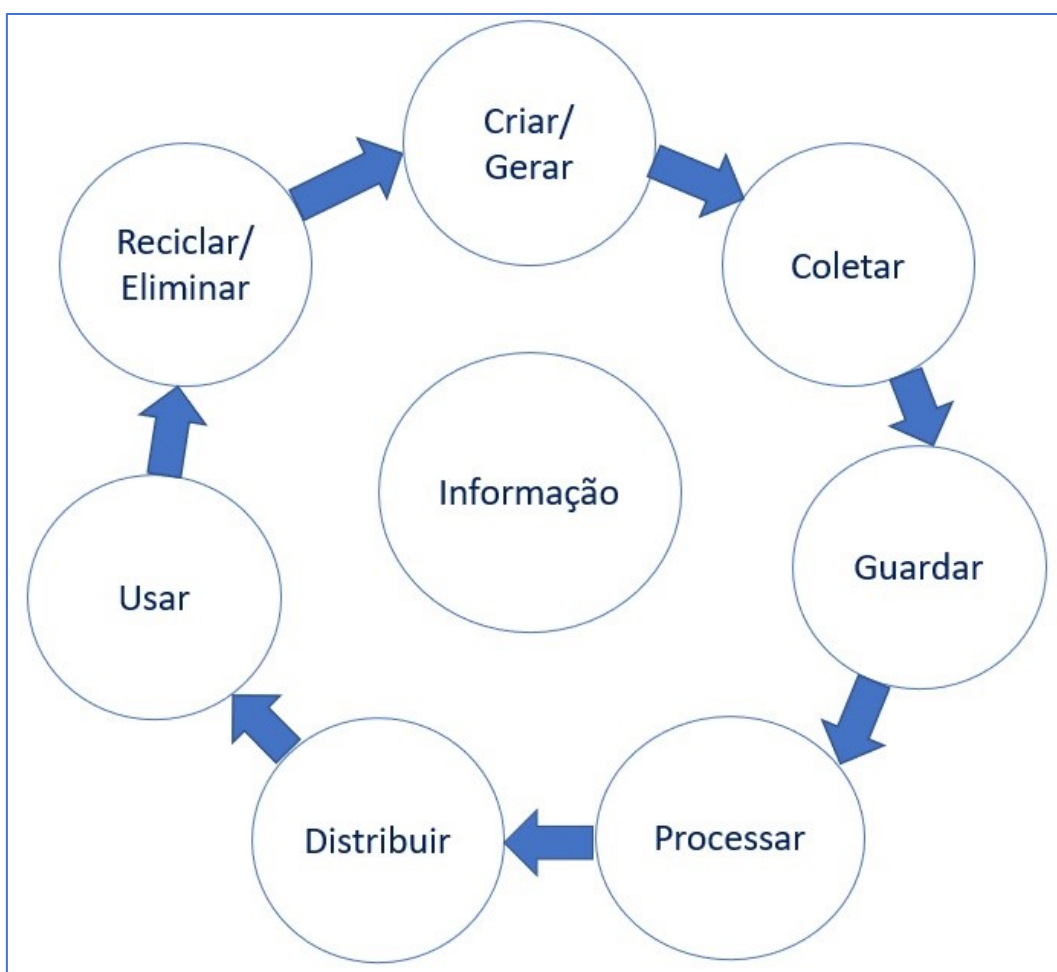 Criar/
Gerar
Coletar
Guardar
Processar
Distribuir
Usar
Reciclar/
Eliminar
Informação